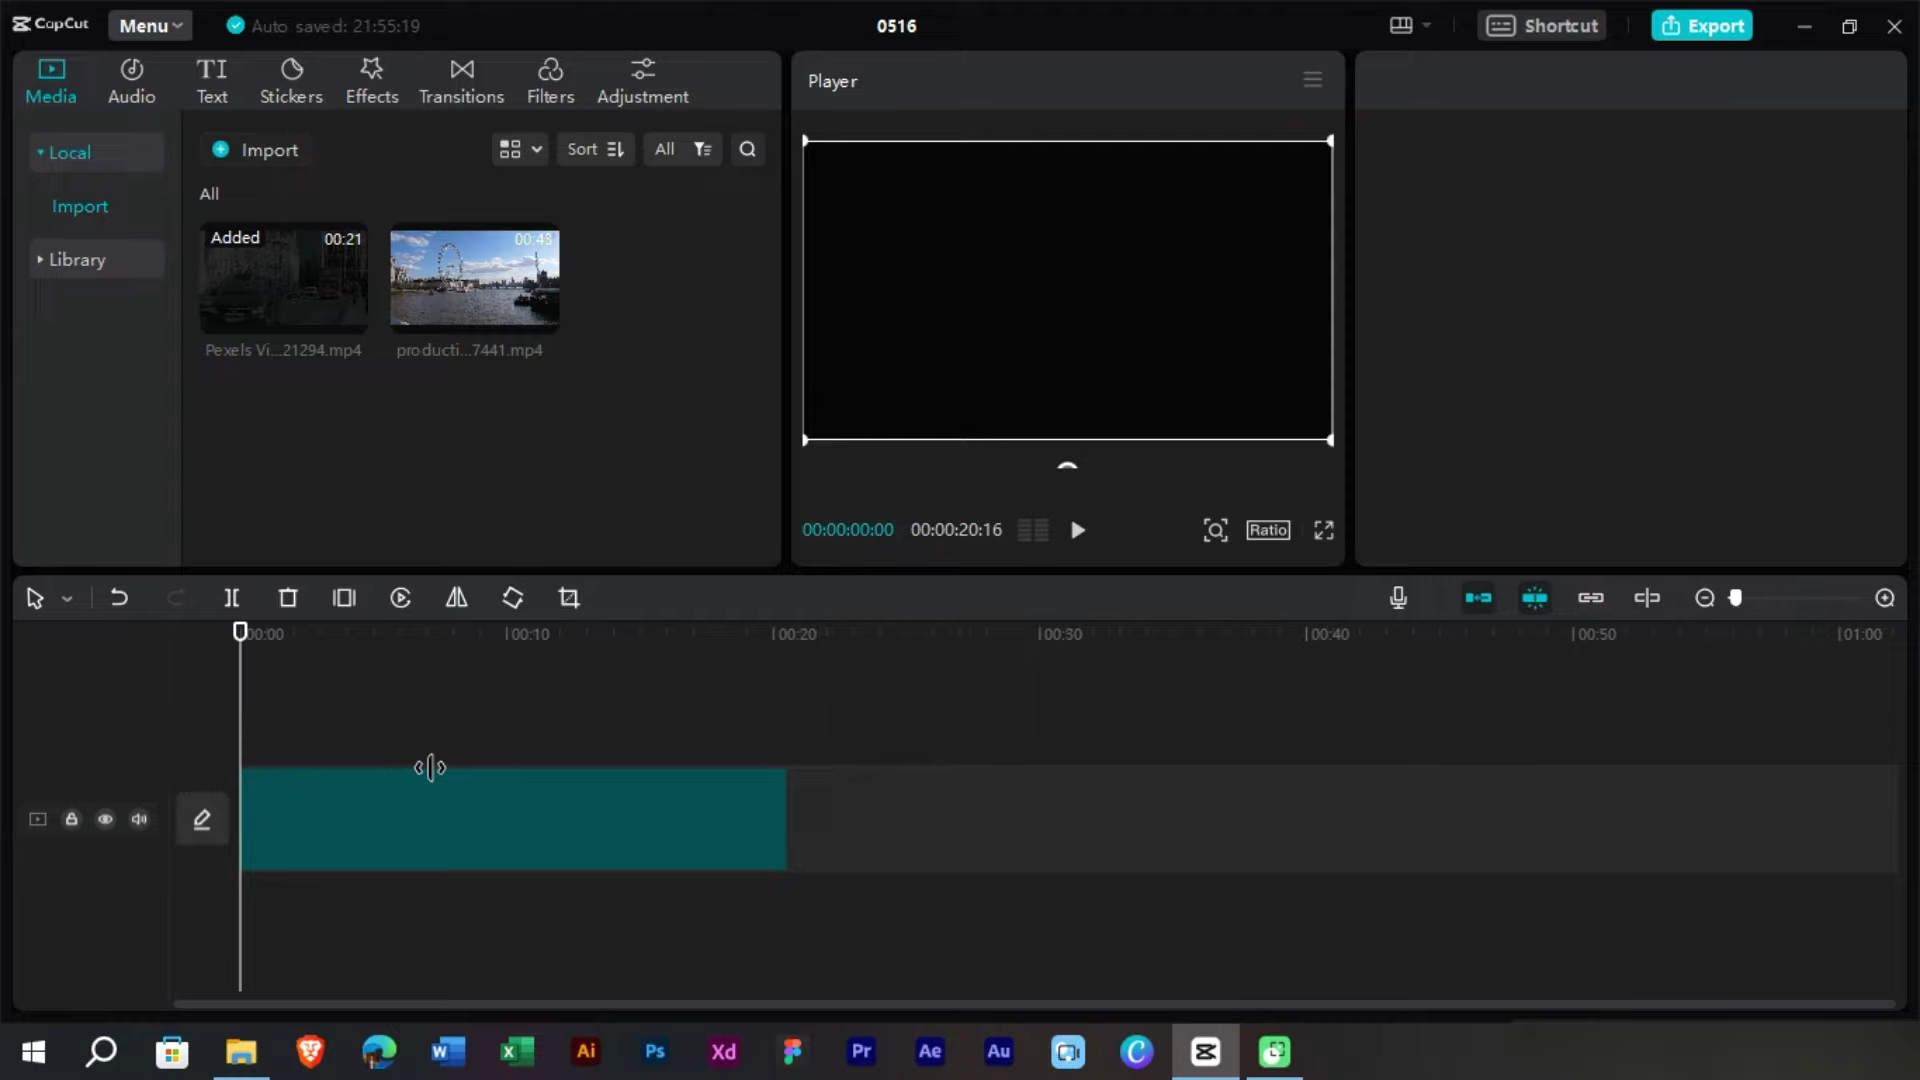 CapCut
Menu
Auto saved: 21:55:19
0516
Shortcut
Export
Media
Audio
TI
Text
Stickers
Effects
Transitions
Filters
Adjustment
Player
Local
Import
Sort
All
Import
All
Library
Added
00:21
00:48
Pexels Vi...21294.mp4
producti...7441.mp4
00:00:00:00
00:00:20:16
Ratio
00:00
00:10
00:20
00:30
00:40
00:50
01:00
W
X
Ai
Ps
Xd
Pr
Ae
Au
C